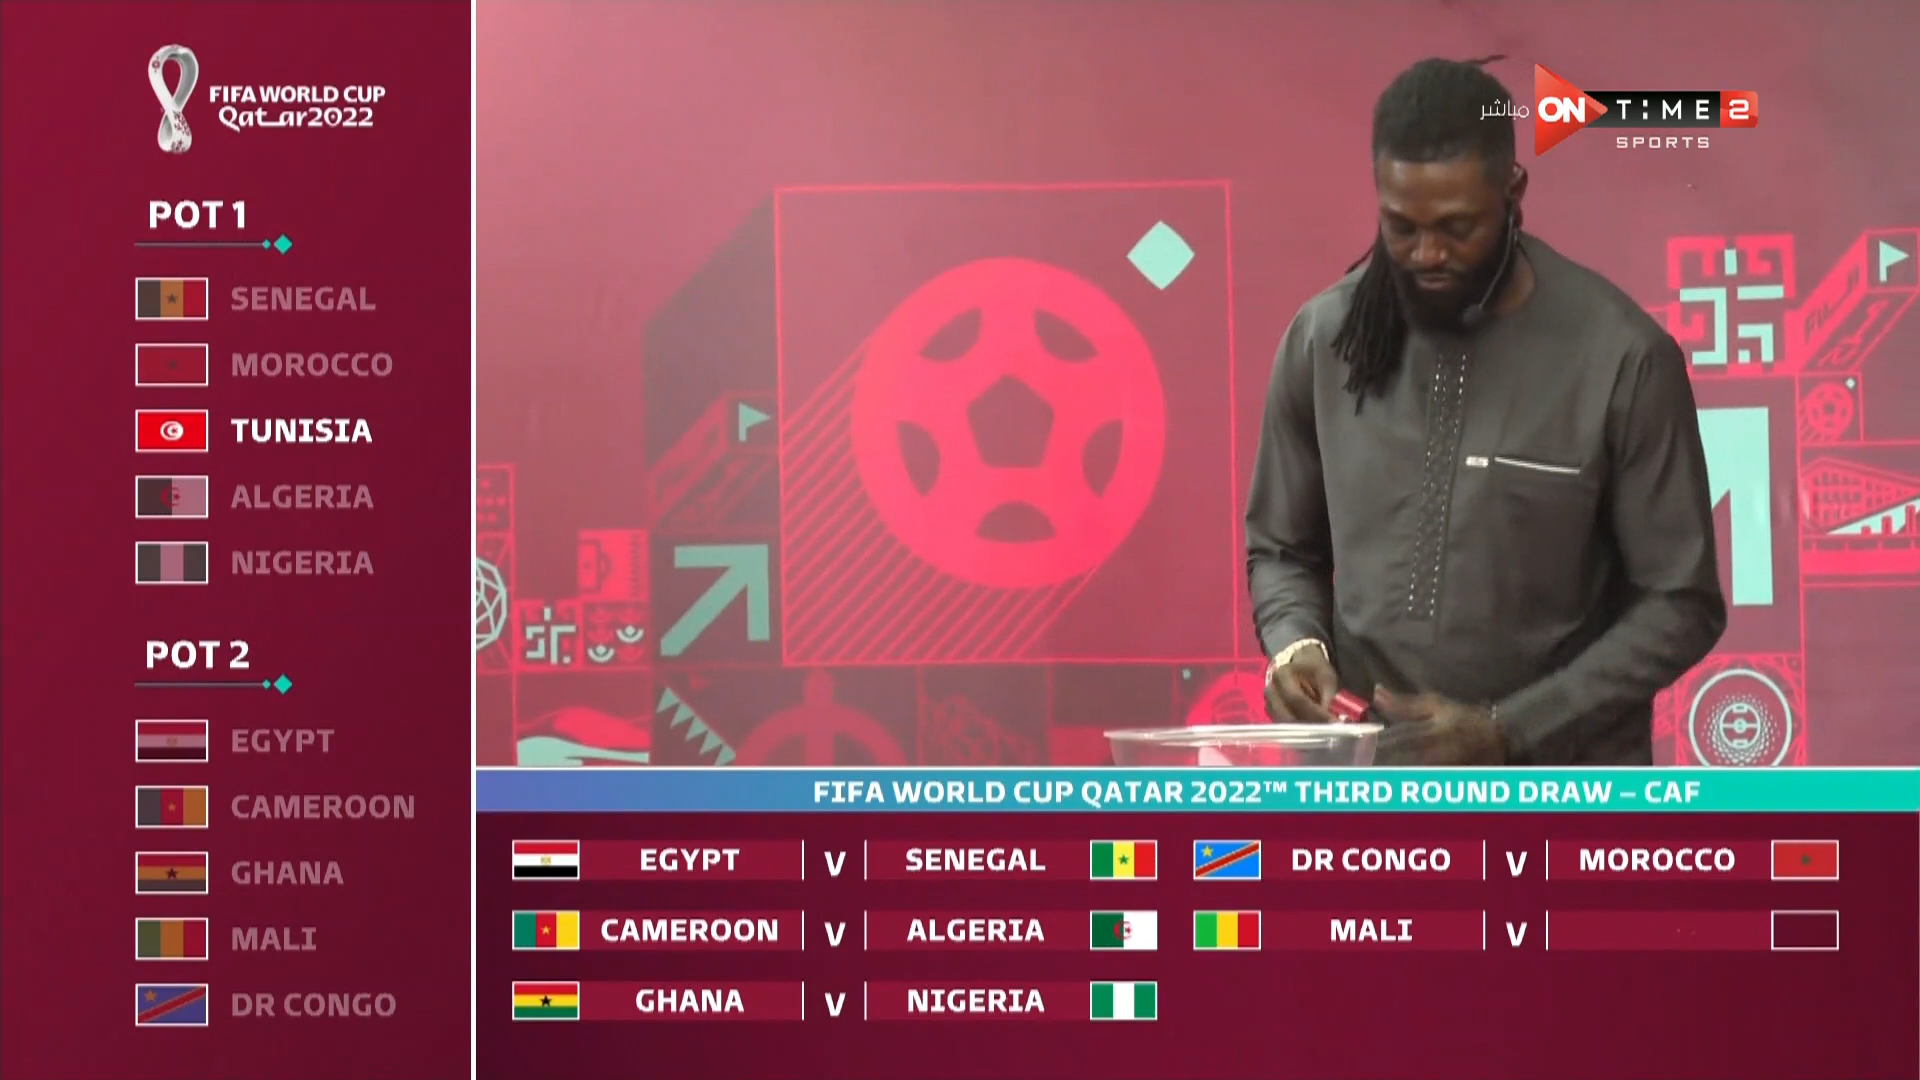 FIFA WORLD CUP
Qatar2022
POT 1
SENEGAL
MOROCCO
TUNISIA
ALGERIA
NIGERIA
POT 2
EGYPT
CAMEROON
GHANA
MALI
DR CONGO
مباشر ON TIME 2
SPORTS
FIFA WORLD CUP QATAR 2022™ THIRD ROUND DRAW – CAF
EGYPT V SENEGAL
CAMEROON V ALGERIA
GHANA V NIGERIA
DR CONGO V MOROCCO
MALI V